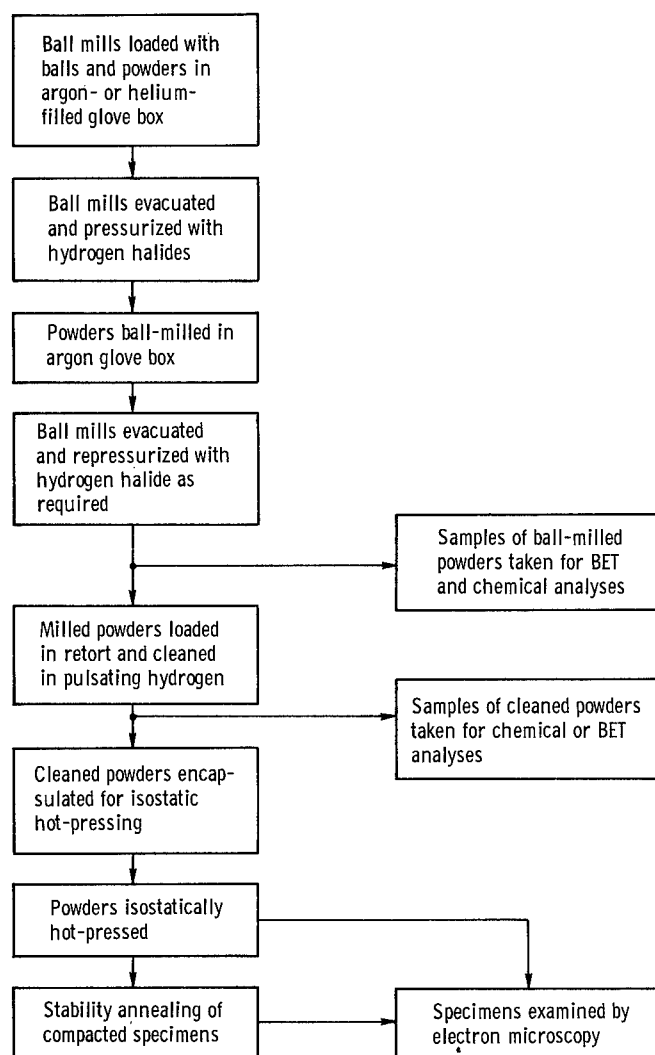 Ball mills loaded with
balls and powders in
argon- or helium-
filled glove box
Ball mills evacuated
and pressurized with
hydrogen halides
Powders ball-milled in
argon glove box
Ball mills evacuated
and repressurized with
hydrogen halide as
required
Samples of ball-milled
powders taken for BET
and chemical analyses
Milled powders loaded
in retort and cleaned
in pulsating hydrogen
Samples of cleaned powders
taken for chemical or BET
analyses
Cleaned powders encap-
sulated for isostatic
hot-pressing
Powders isostatically
hot-pressed
Stability annealing of
compacted specimens
Specimens examined by
electron microscopy